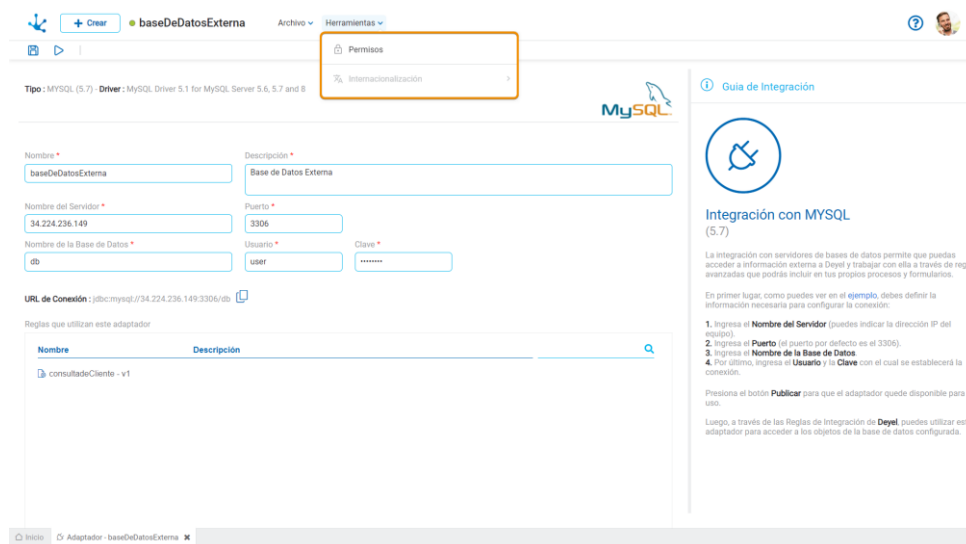 + Crear
baseDeDatosExterna
Archivo
Herramientas
Permisos
Internacionalización
Tipo : MYSQL (5.7) - Driver : MySQL Driver 5.1 for MySQL Server 5.6, 5.7 and 8
MySQL
Nombre *
Descripción *
baseDeDatosExterna
Base de Datos Externa
Nombre del Servidor *
Puerto *
34.224.236.149
3306
Nombre de la Base de Datos *
Usuario *
Clave *
db
user
••••••••
URL de Conexión : jdbc:mysql://34.224.236.149:3306/db
Reglas que utilizan este adaptador
Nombre
Descripción
consultadeCliente - v1
Guía de Integración
Integración con MYSQL
(5.7)
La integración con servidores de bases de datos permite que puedas
acceder a información externa a Deyel y trabajar con ella a través de reg
avanzadas que podrás incluir en tus propios procesos y formularios.
En primer lugar, como puedes ver en el ejemplo, debes definir la
información necesaria para configurar la conexión:
1. Ingresa el Nombre del Servidor (puedes indicar la dirección IP del
equipo).
2. Ingresa el Puerto (el puerto por defecto es el 3306).
3. Ingresa el Nombre de la Base de Datos.
4. Por último, ingresa el Usuario y la Clave con el cual se establecerá la
conexión.
Presiona el botón Publicar para que el adaptador quede disponible para
uso.
Luego, a través de las Reglas de Integración de Deyel, puedes utilizar est
adaptador para acceder a los objetos de la base de datos configurada.
Inicio
Adaptador - baseDeDatosExterna